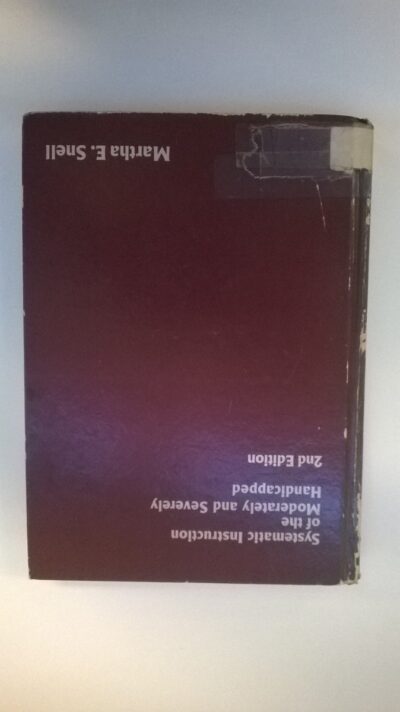 Systematic Instruction
of the
Moderately and Severely
Handicapped
2nd Edition
Martha E. Snell